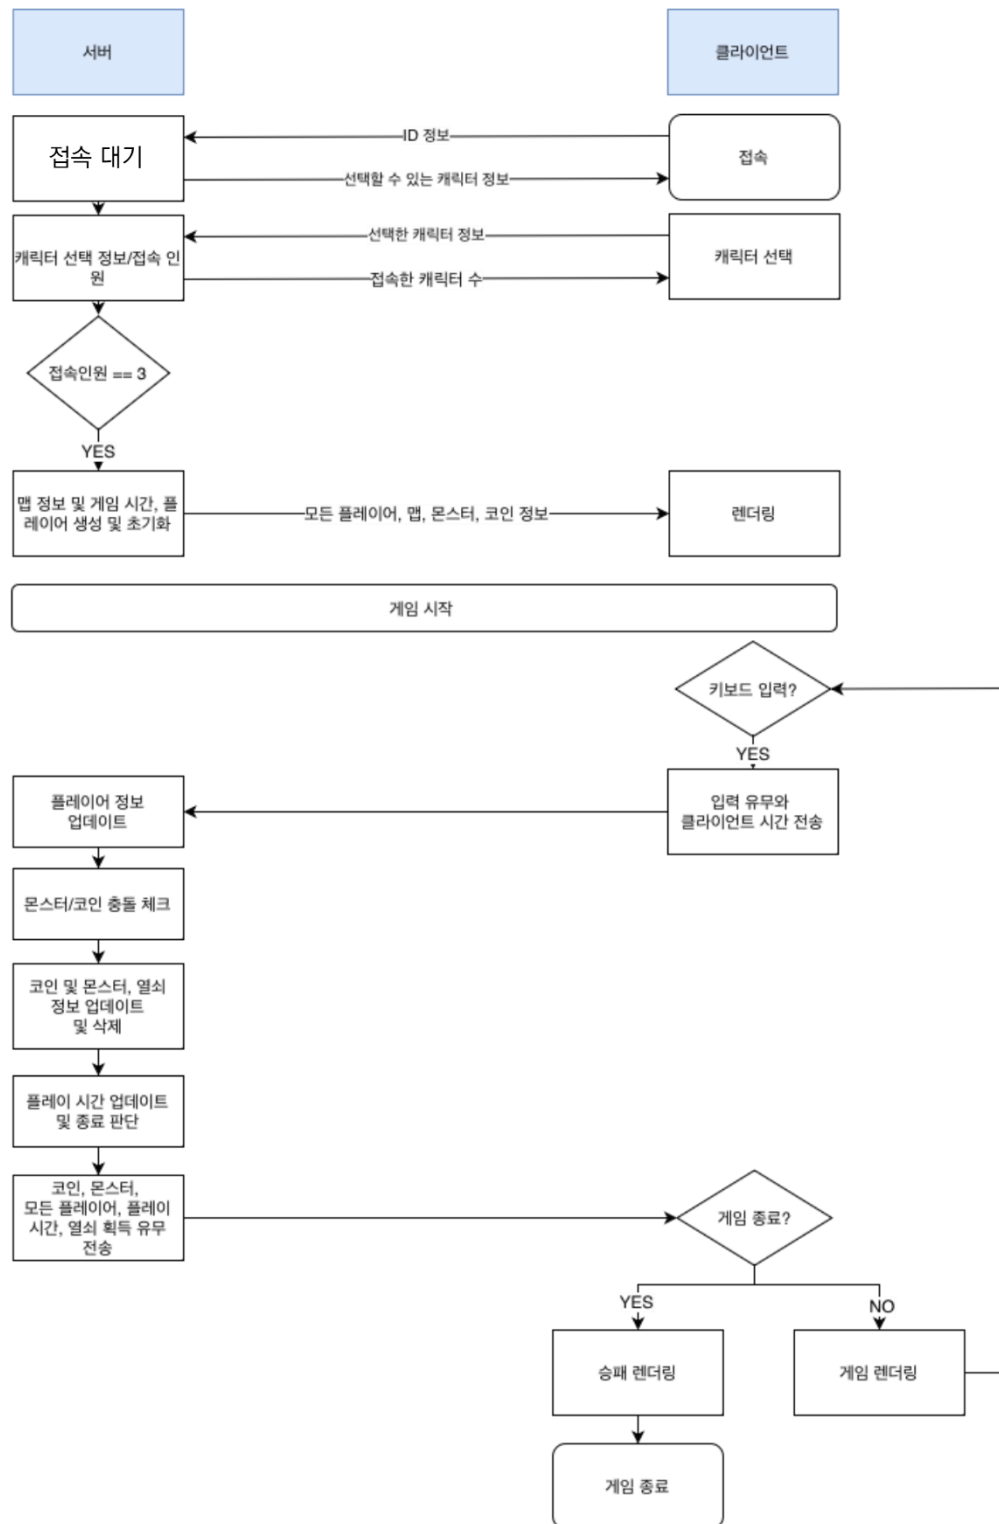 서버
클라이언트
ID 정보
접속 대기
접속
선택할 수 있는 캐릭터 정보
선택한 캐릭터 정보
캐릭터 선택 정보/접속 인
원
캐릭터 선택
접속한 캐릭터 수
접속인원 == 3
YES
맵 정보 및 게임 시간, 플
레이어 생성 및 초기화
모든 플레이어, 맵, 몬스터, 코인 정보
렌더링
게임 시작
키보드 입력?
YES
플레이어 정보
업데이트
입력 유무와
클라이언트 시간 전송
몬스터/코인 충돌 체크
코인 및 몬스터, 열쇠
정보 업데이트
및 삭제
플레이 시간 업데이트
및 종료 판단
코인, 몬스터,
모든 플레이어, 플레이
시간, 열쇠 획득 유무
전송
게임 종료?
YES
NO
승패 렌더링
게임 렌더링
게임 종료